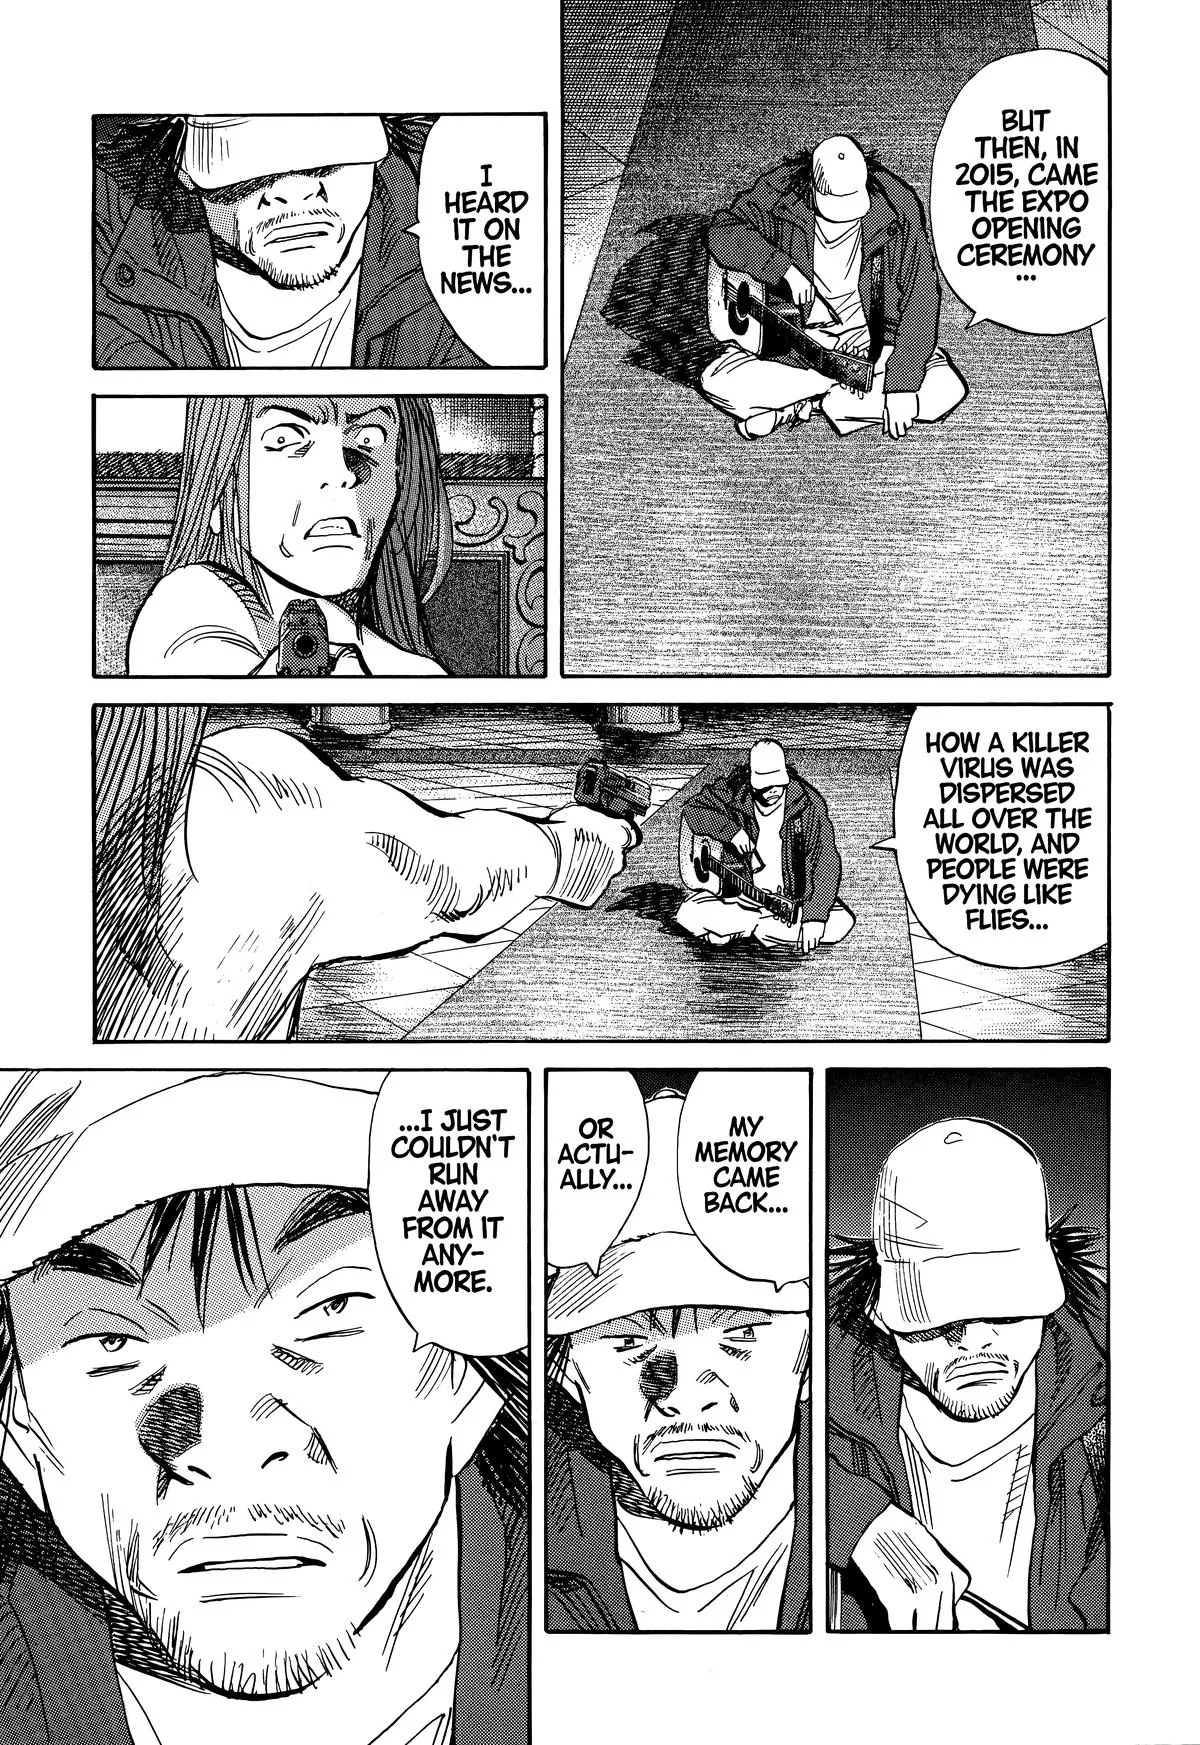 BUT
THEN, IN
2015, CAME
THE EXPO
OPENING
CEREMONY
...
I
HEARD
IT ON
THE
NEWS...
HOW A KILLER
VIRUS WAS
DISPERSED
ALL OVER THE
WORLD, AND
PEOPLE WERE
DYING LIKE
FLIES...
MY
MEMORY
CAME
BACK...
OR
ACTU-
ALLY...
...I JUST
COULDN'T
RUN
AWAY
FROM IT
ANY-
MORE.